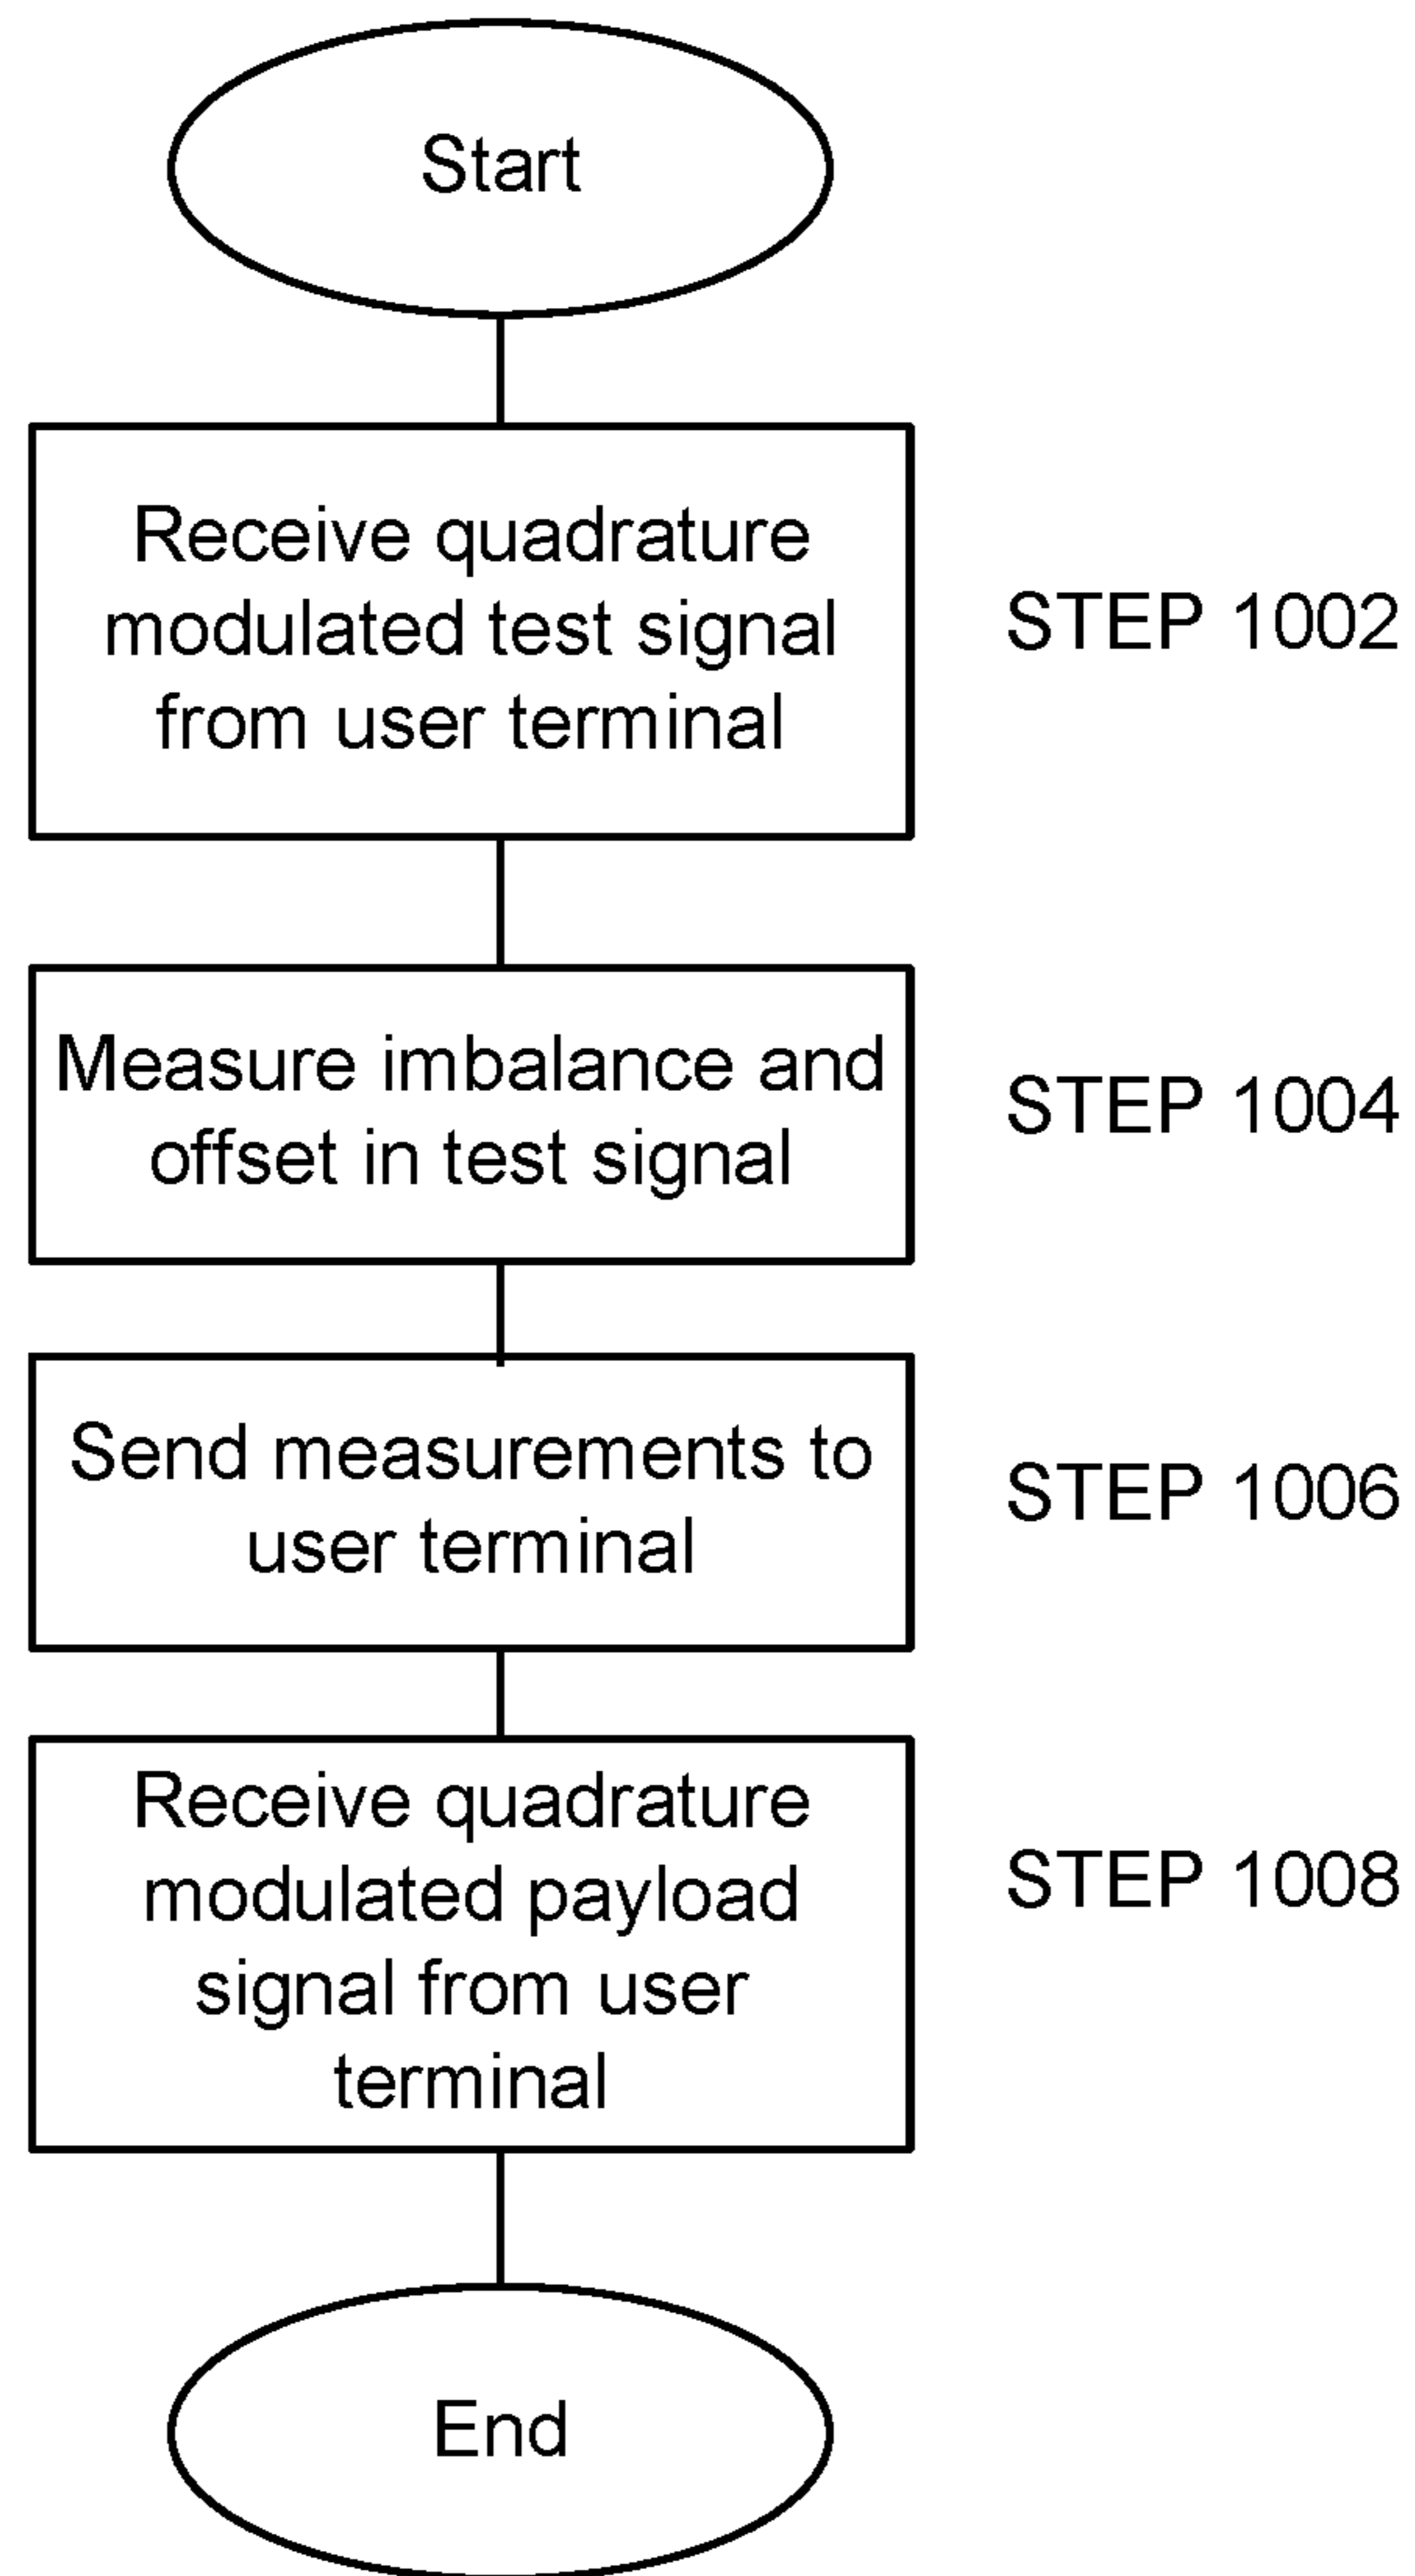 Start
Receive quadrature
modulated test signal
from user terminal
STEP 1002
Measure imbalance and
offset in test signal
STEP 1004
Send measurements to
user terminal
STEP 1006
Receive quadrature
modulated payload
signal from user
terminal
STEP 1008
End